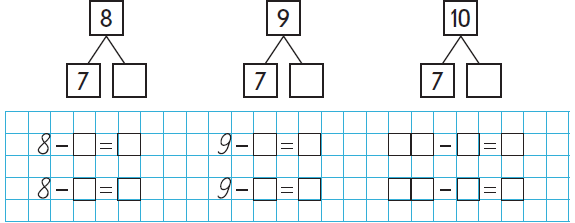 8 9 10
7 7 7
8 - = 9 - = - =
8 - = 9 - = - =